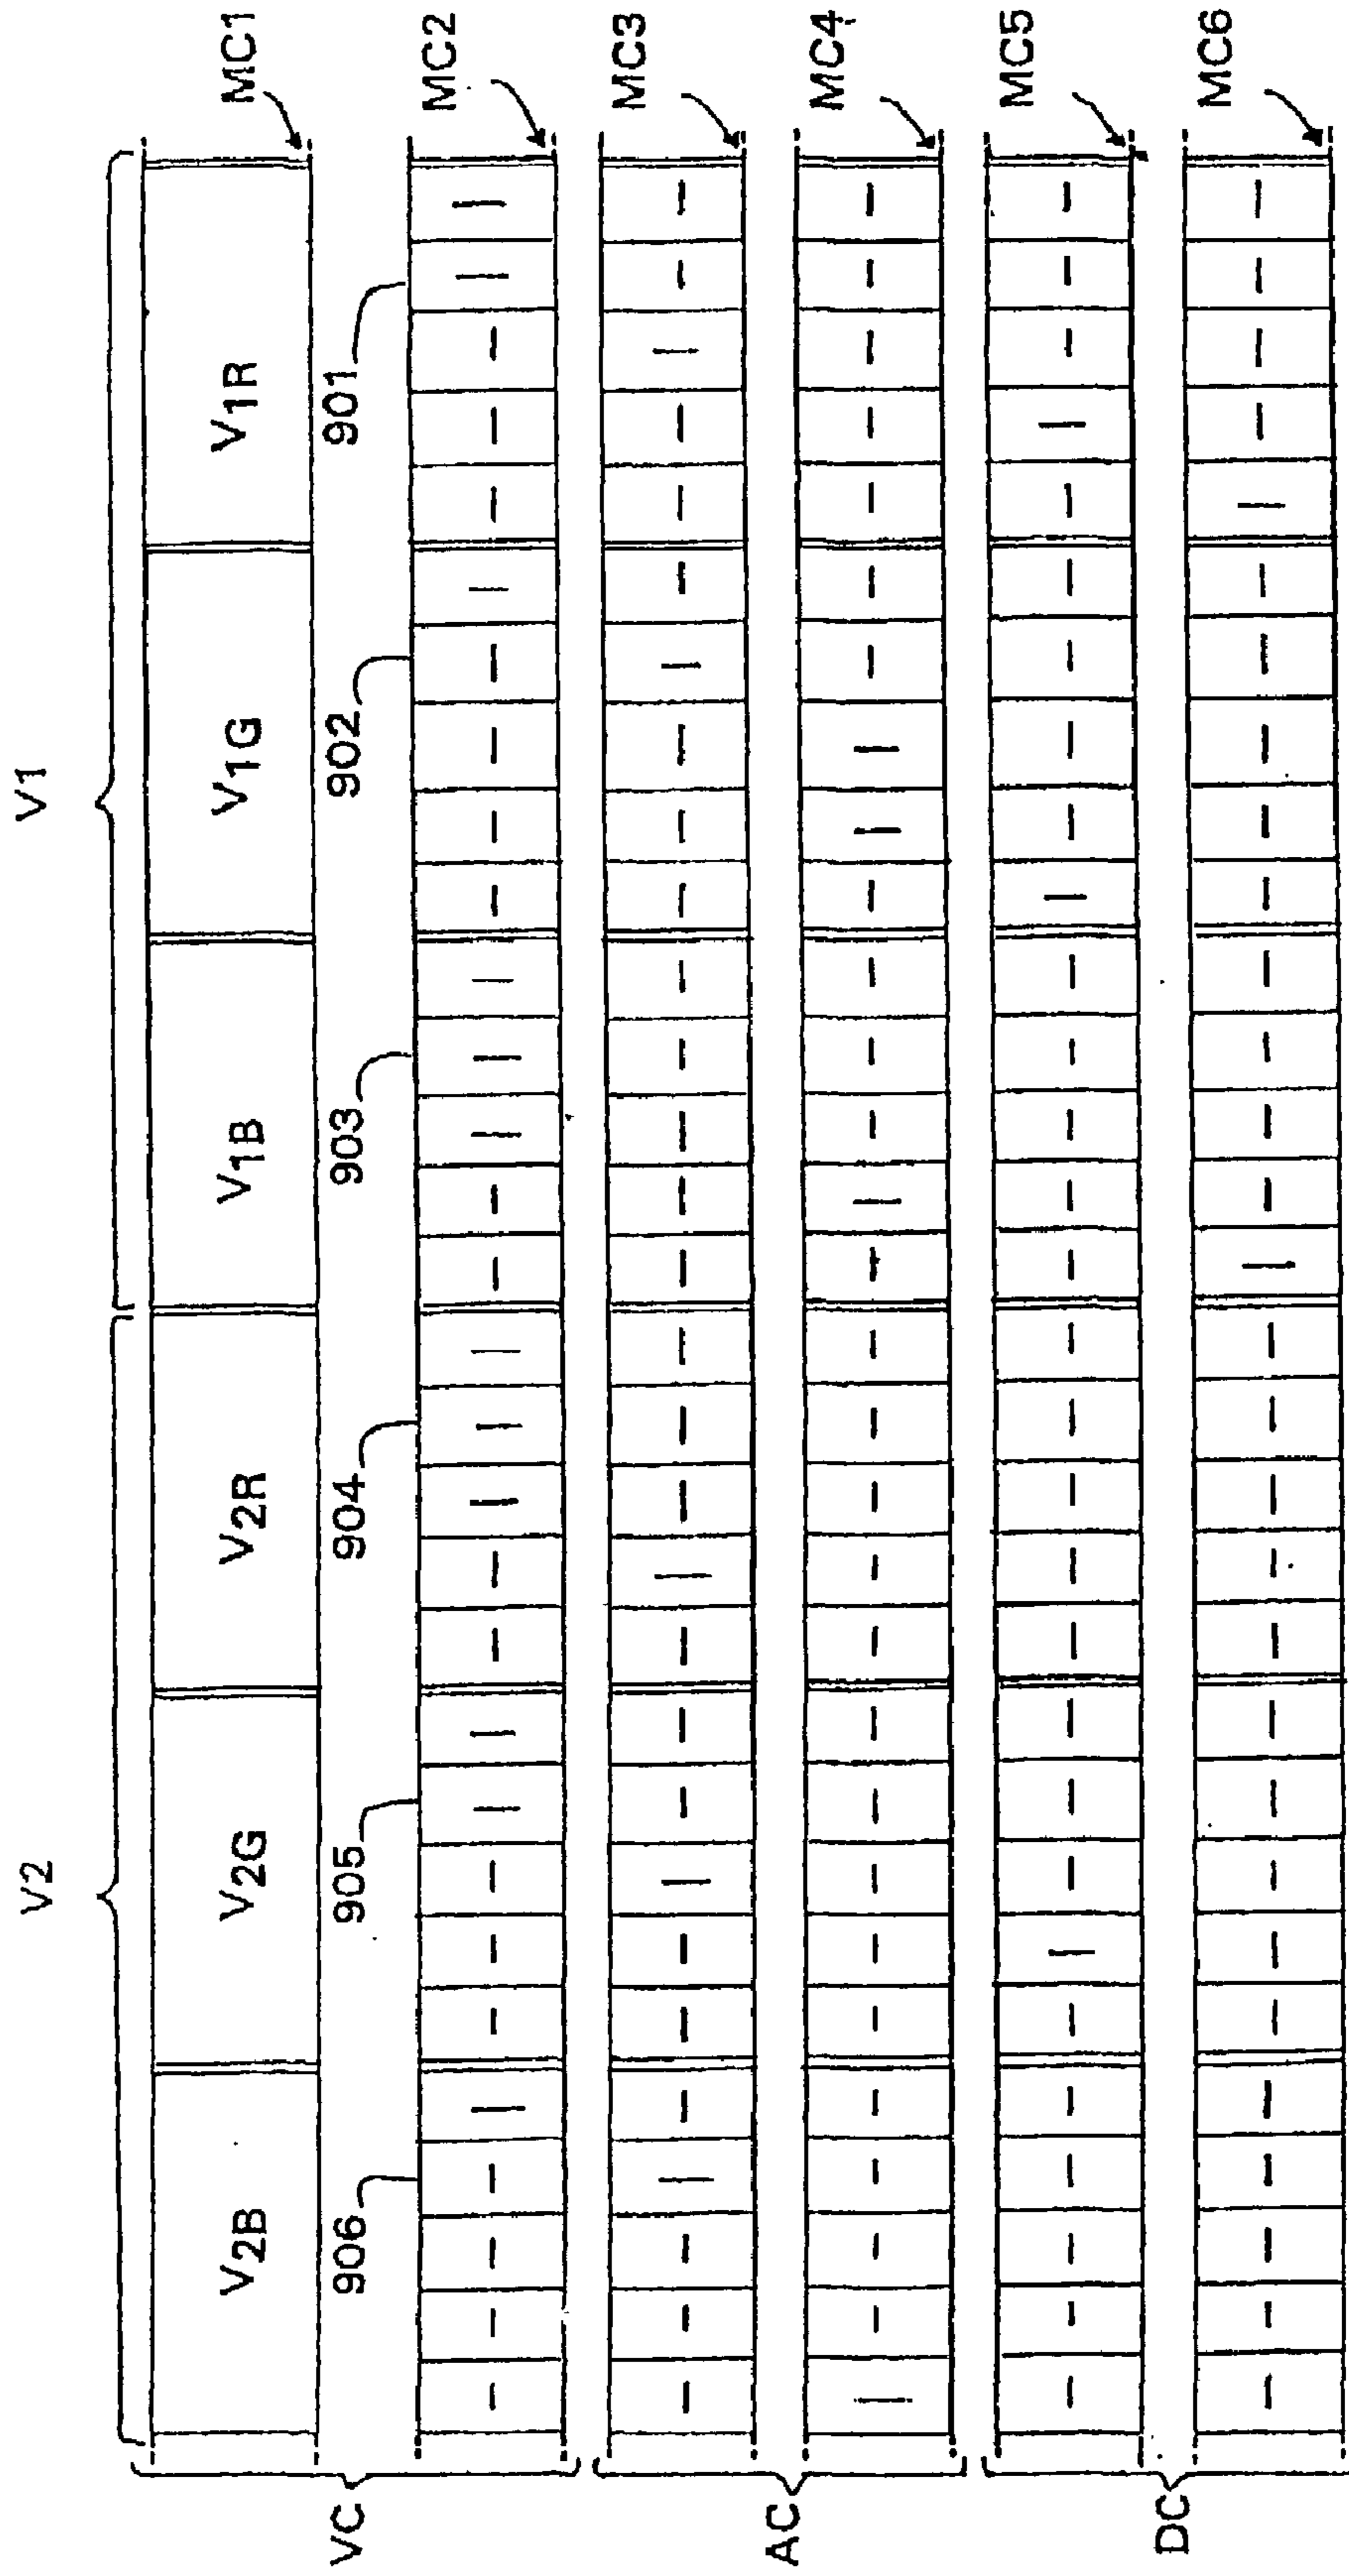 V2 V1
V2B V2G V2R V1B V1G V1R MC1
VC 906 905 904 903 902 901
MC2
MC3
AC
MC4
MC5
DC
MC6